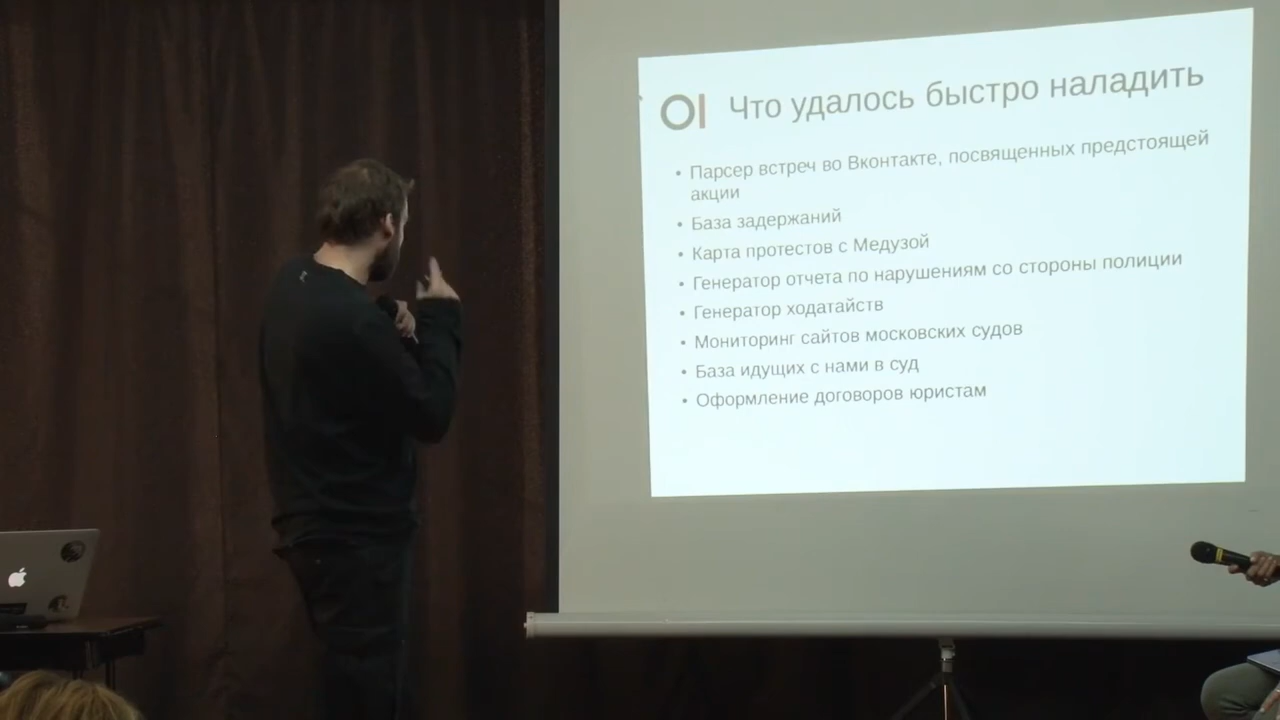 OI Что удалось быстро наладить
• Парсер встреч во Вконтакте, посвященных предстоящей
акции
• База задержаний
• Карта протестов с Медузой
• Генератор отчета по нарушениям со стороны полиции
• Генератор ходатайств
• Мониторинг сайтов московских судов
• База идущих с нами в суд
• Оформление договоров юристам